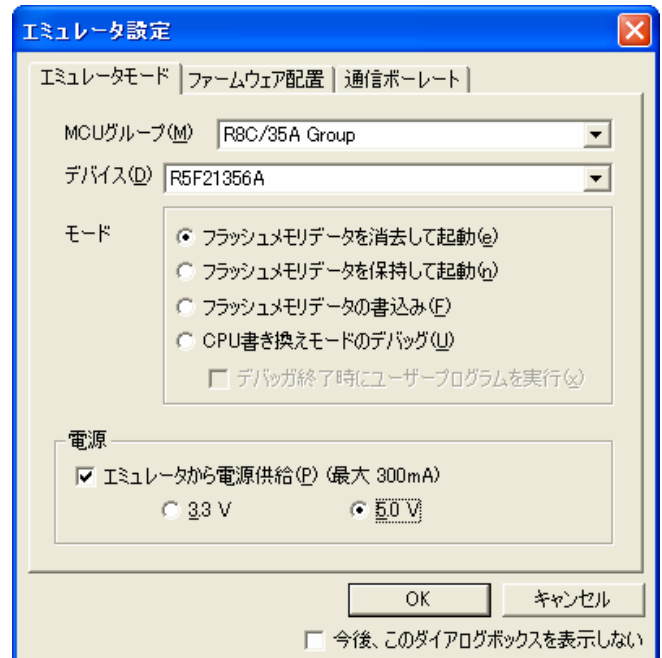 エミュレータ設定
エミュレータモード ファームウェア配置 通信ボーレート
MCUグループ(M) R8C/35A Group
デバイス(D) R5F21356A
モード
フラッシュメモリデータを消去して起動(e)
フラッシュメモリデータを保持して起動(n)
フラッシュメモリデータの書込み(F)
CPU書き換えモードのデバッグ(U)
デバッガ終了時にユーザープログラムを実行(x)
電源
エミュレータから電源供給(P) (最大 300mA)
3.3 V 5.0 V
OK キャンセル
今後、このダイアログボックスを表示しない